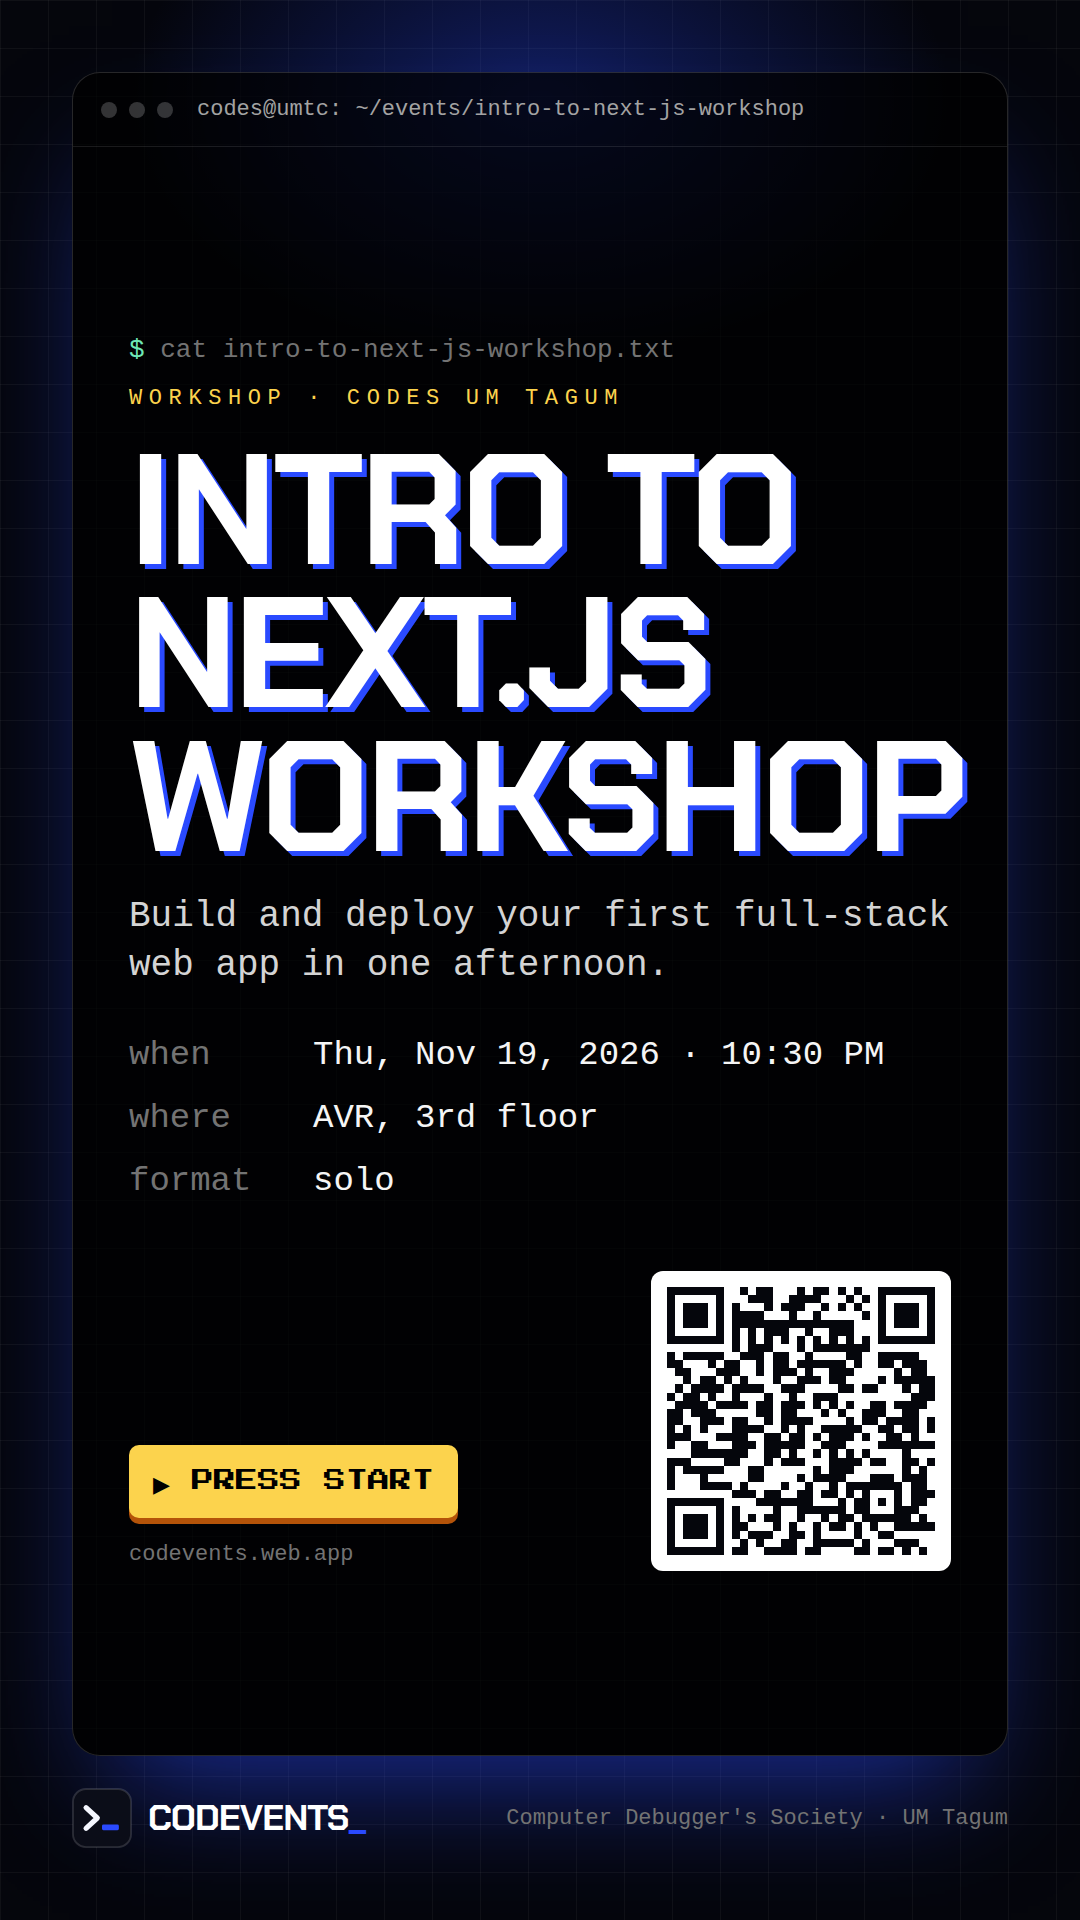 codes@umtc: ~/events/intro-to-next-js-workshop
$ cat intro-to-next-js-workshop.txt
WORKSHOP · CODES UM TAGUM
INTRO TO
NEXT.JS
WORKSHOP
Build and deploy your first full-stack
web app in one afternoon.
when Thu, Nov 19, 2026 · 10:30 PM
where AVR, 3rd floor
format solo
▶ PRESS START
codevents.web.app
CODEVENTS_
Computer Debugger's Society · UM Tagum